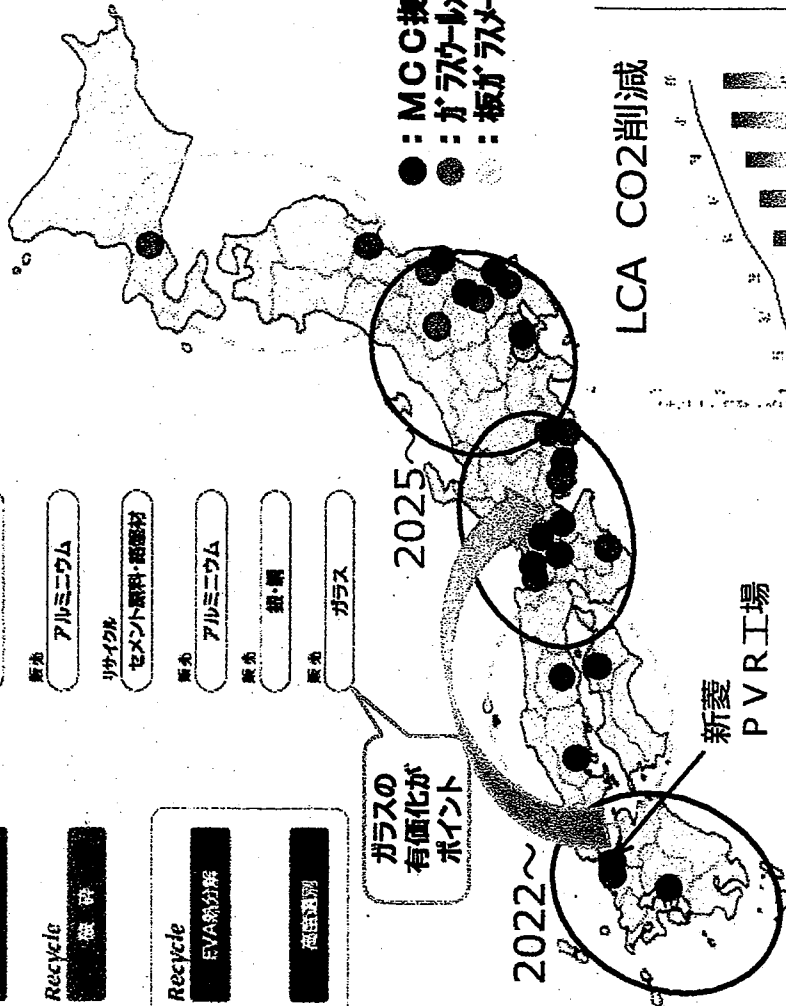 販売
アルミニウム
リサイクル
セメント原料・路盤材
販売
アルミニウム
販売
銀・銅
販売
ガラス
Recycle
破砕
Recycle
EVA熱分解
高度選別
ガラスの
有価化が
ポイント
2022～
2025～
新菱
PVR工場
●:MCC拠
●:ガラスウールメ
:板ガラスメー
LCA CO2削減